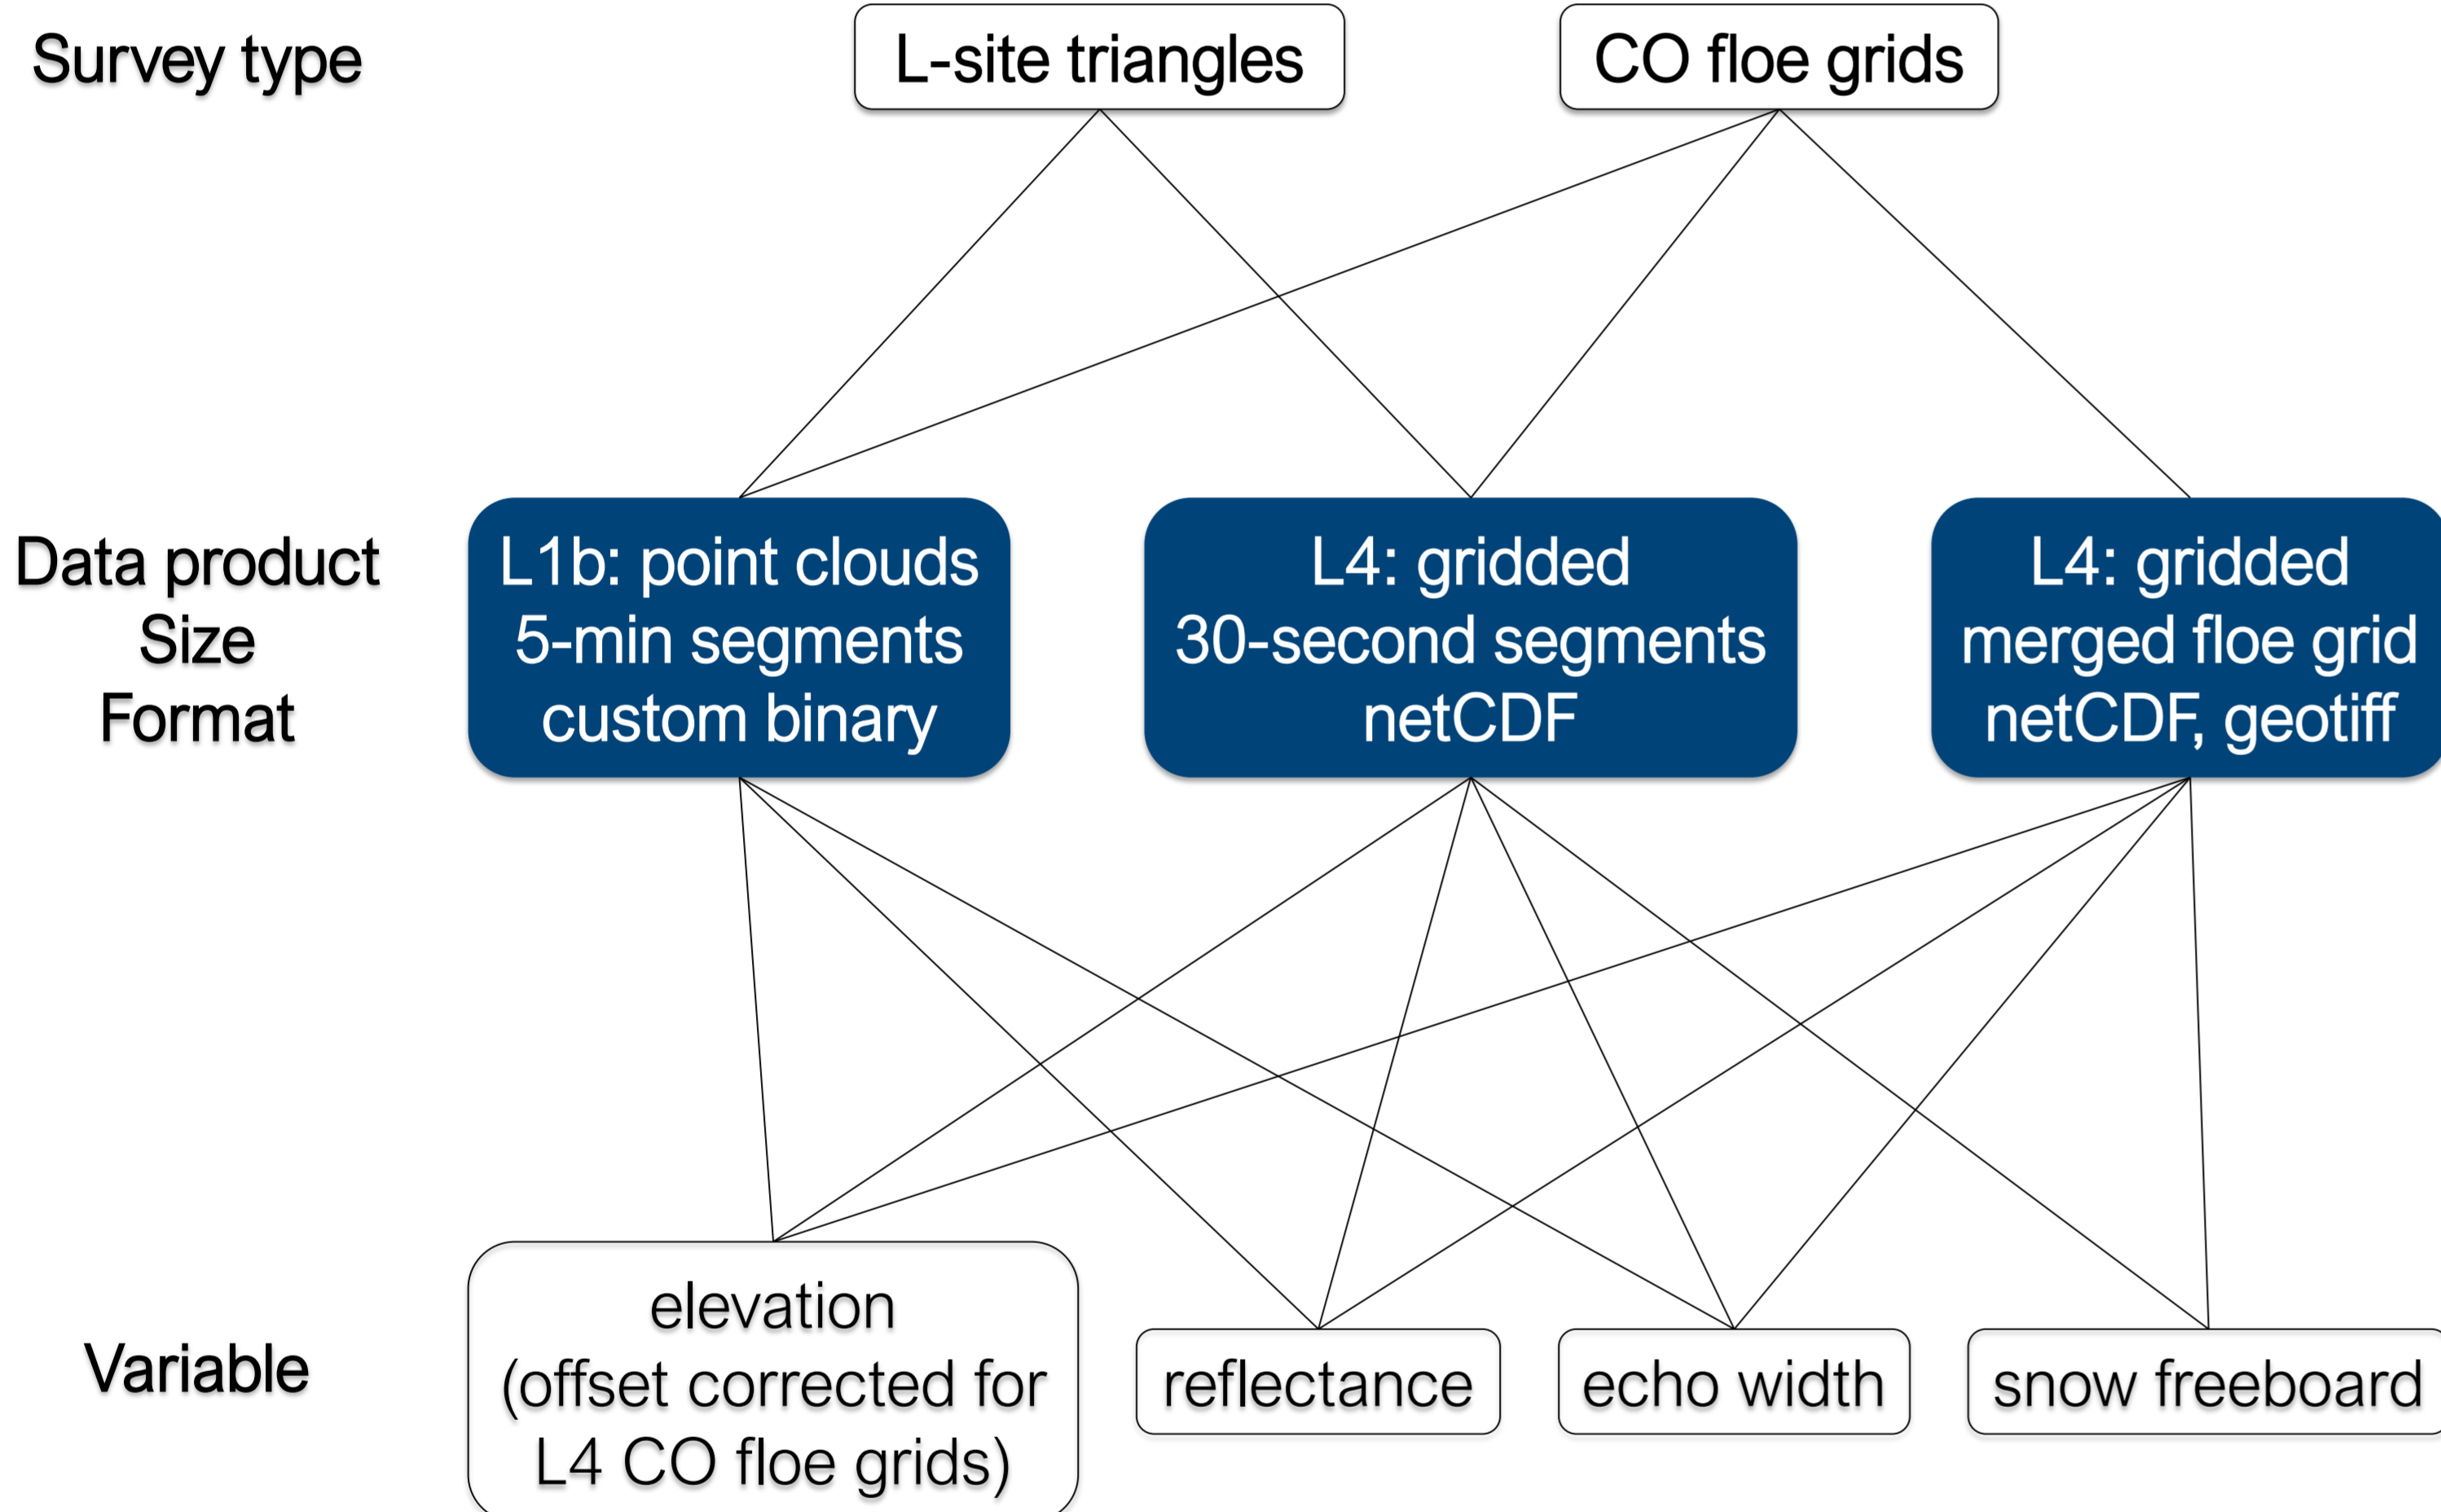 Survey type
L-site triangles
CO floe grids
Data product
Size
Format
L1b: point clouds
5-min segments
custom binary
L4: gridded
30-second segments
netCDF
L4: gridded
merged floe grid
netCDF, geotiff
Variable
elevation
(offset corrected for
L4 CO floe grids)
reflectance
echo width
snow freeboard